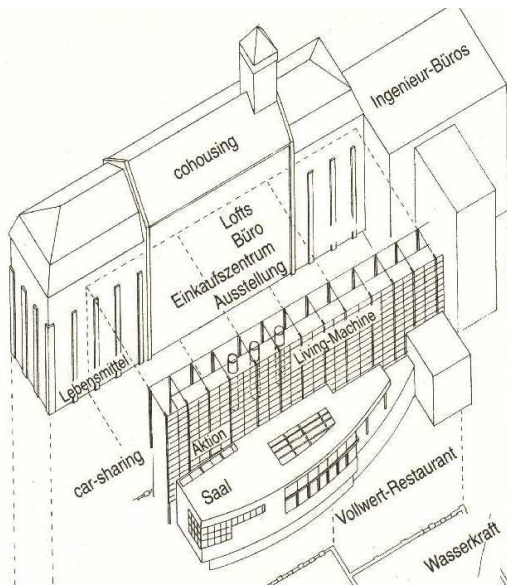 Ingenieur-Büros
cohousing
Lofts
Büro
Einkaufszentrum
Ausstellung
Living-Machine
Lebensmittel
Aktion
car-sharing
Saal
Vollwert-Restaurant
Wasserkraft